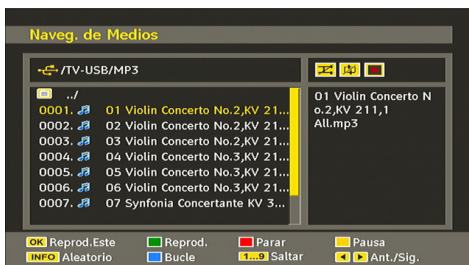 Naveg. de Medios
/TV-USB/MP3
../
0001. 01 Violin Concerto No.2,KV 21...
0002. 02 Violin Concerto No.2,KV 21...
0003. 03 Violin Concerto No.2,KV 21...
0004. 04 Violin Concerto No.3,KV 21...
0005. 05 Violin Concerto No.3,KV 21...
0006. 06 Violin Concerto No.3,KV 21...
0007. 07 Synfonia Concertante KV 3...
01 Violin Concerto N
o.2,KV 211,1
All.mp3
OK Reprod.Este Reprod. Parar Pausa
INFO Aleatorio Bucle 1...9 Saltar Ant./Sig.